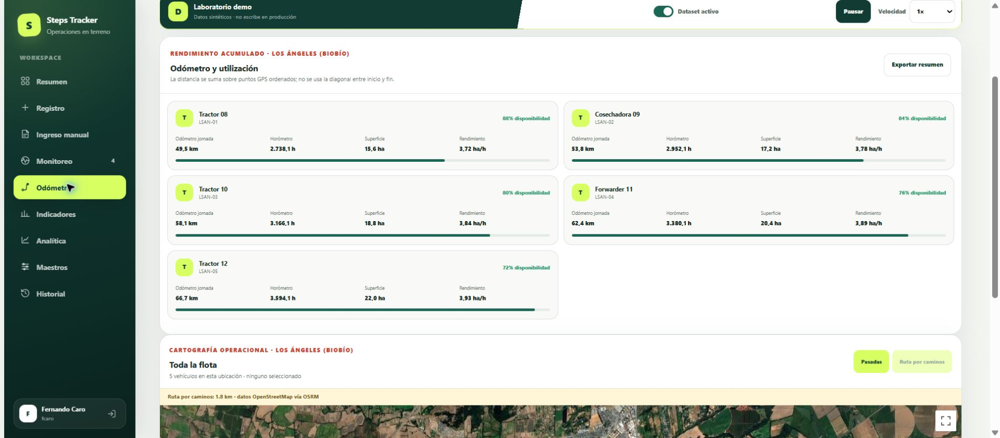 S
Steps Tracker
Operaciones en terreno
WORKSPACE
Resumen
Registro
Ingreso manual
Monitoreo 4
Odómetr
Indicadores
Analítica
Maestros
Historial
F
Fernando Caro
fcaro
D
Laboratorio demo
Datos sintéticos · no escribe en producción
Dataset activo
Pausar
Velocidad
1×
RENDIMIENTO ACUMULADO · LOS ÁNGELES (BIOBÍO)
Odómetro y utilización
La distancia se suma sobre puntos GPS ordenados; no se usa la diagonal entre inicio y fin.
Exportar resumen
T
Tractor 08
LSAN-01
88% disponibilidad
Odómetro jornada Horómetro Superficie Rendimiento
49,5 km 2.738,1 h 15,6 ha 3,72 ha/h
T
Cosechadora 09
LSAN-02
84% disponibilidad
Odómetro jornada Horómetro Superficie Rendimiento
53,8 km 2.952,1 h 17,2 ha 3,78 ha/h
T
Tractor 10
LSAN-03
80% disponibilidad
Odómetro jornada Horómetro Superficie Rendimiento
58,1 km 3.166,1 h 18,8 ha 3,84 ha/h
T
Forwarder 11
LSAN-04
76% disponibilidad
Odómetro jornada Horómetro Superficie Rendimiento
62,4 km 3.380,1 h 20,4 ha 3,89 ha/h
T
Tractor 12
LSAN-05
72% disponibilidad
Odómetro jornada Horómetro Superficie Rendimiento
66,7 km 3.594,1 h 22,0 ha 3,93 ha/h
CARTOGRAFÍA OPERACIONAL · LOS ÁNGELES (BIOBÍO)
Toda la flota
5 vehículos en esta ubicación · ninguno seleccionado
Pasadas
Ruta por caminos
Ruta por caminos: 1.8 km · datos OpenStreetMap vía OSRM